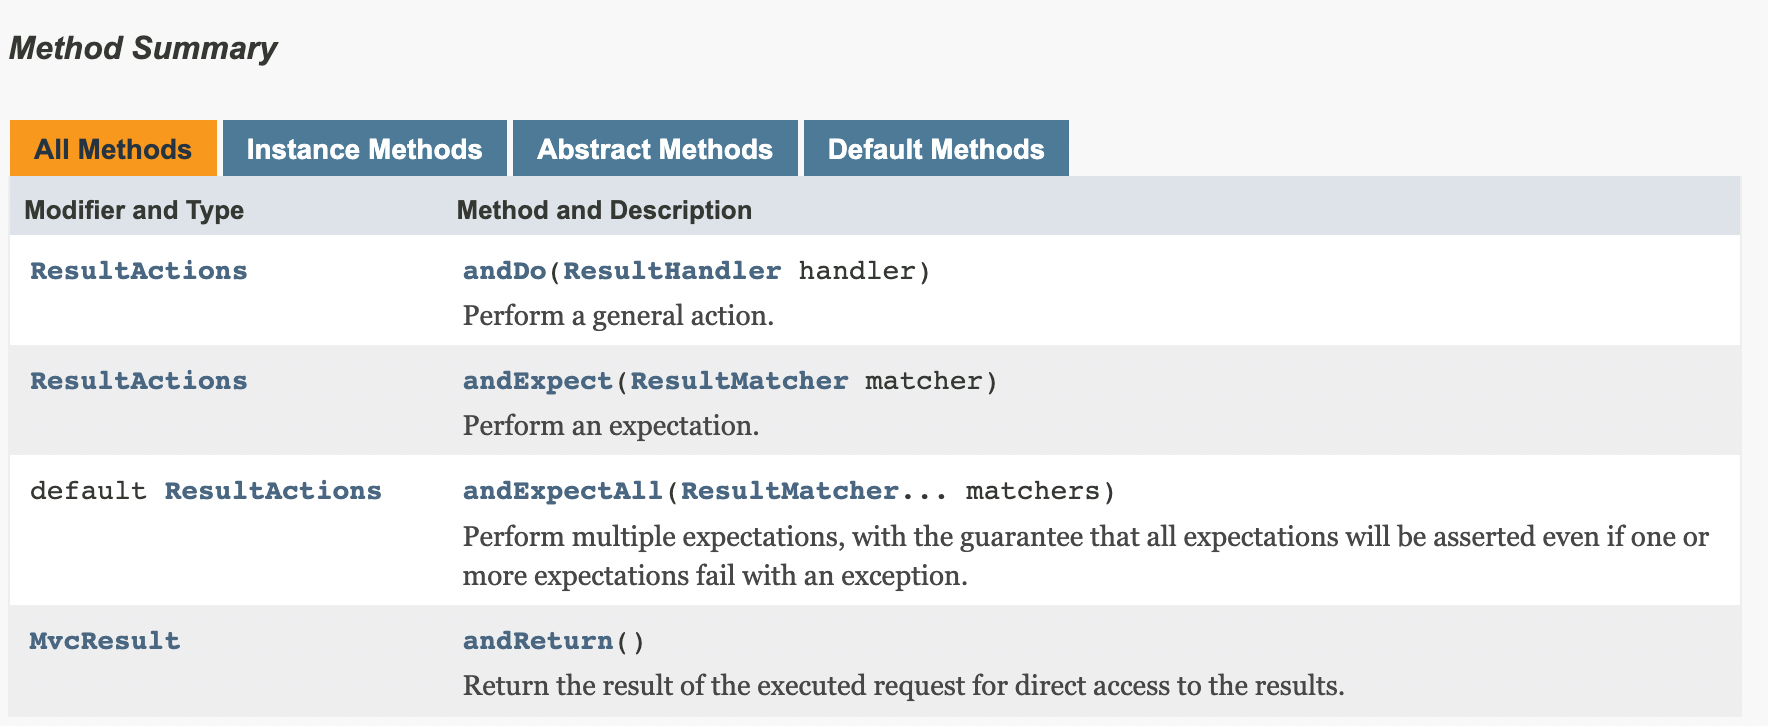 Method Summary
All Methods Instance Methods Abstract Methods Default Methods
Modifier and Type Method and Description
ResultActions andDo(ResultHandler handler)
Perform a general action.
ResultActions andExpect(ResultMatcher matcher)
Perform an expectation.
default ResultActions andExpectAll(ResultMatcher... matchers)
Perform multiple expectations, with the guarantee that all expectations will be asserted even if one or
more expectations fail with an exception.
MvcResult andReturn()
Return the result of the executed request for direct access to the results.